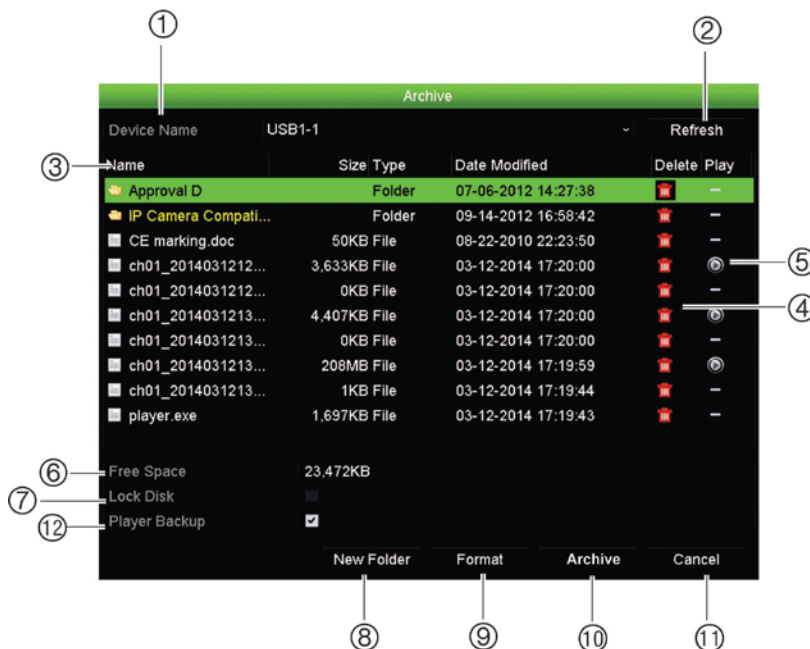 ① ②
Archive
Device Name USB1-1 Refresh
③ Name Size Type Date Modified Delete Play
Approval D Folder 07-06-2012 14:27:38 –
IP Camera Compati... Folder 09-14-2012 16:58:42 –
CE marking.doc 50KB File 08-22-2010 22:23:50 –
ch01_2014031212... 3,633KB File 03-12-2014 17:20:00 ⑤
ch01_2014031212... 0KB File 03-12-2014 17:20:00 –
ch01_2014031213... 4,407KB File 03-12-2014 17:20:00 ④
ch01_2014031213... 0KB File 03-12-2014 17:20:00 –
ch01_2014031213... 208MB File 03-12-2014 17:19:59
ch01_2014031213... 1KB File 03-12-2014 17:19:44 –
player.exe 1,697KB File 03-12-2014 17:19:43 –
⑥ Free Space 23,472KB
⑦ Lock Disk
⑫ Player Backup
New Folder Format Archive Cancel
⑧ ⑨ ⑩ ⑪